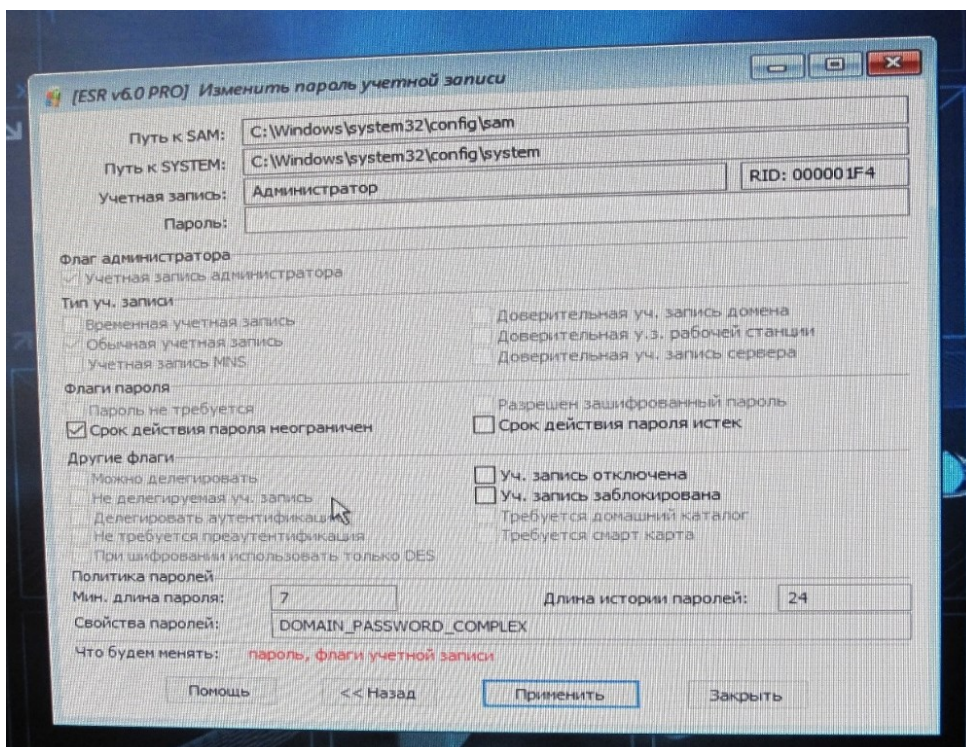 [ESR v6.0 PRO] Изменить пароль учетной записи
Путь к SAM: C:\Windows\system32\config\sam
Путь к SYSTEM: C:\Windows\system32\config\system
Учетная запись: Администратор RID: 000001F4
Пароль:
Флаг администратора
Учетная запись администратора
Тип уч. записи
Временная учетная запись Доверительная уч. запись домена
Обычная учетная запись Доверительная у.з. рабочей станции
Учетная запись MNS Доверительная уч. запись сервера
Флаги пароля
Пароль не требуется Разрешен зашифрованный пароль
Срок действия пароля неограничен Срок действия пароля истек
Другие флаги
Можно делегировать Уч. запись отключена
Не делегируемая уч. запись Уч. запись заблокирована
Делегировать аутентификацию Требуется домашний каталог
Не требуется преаутентификация Требуется смарт карта
При шифровании использовать только DES
Политика паролей
Мин. длина пароля: 7 Длина истории паролей: 24
Свойства паролей: DOMAIN_PASSWORD_COMPLEX
Что будем менять: пароль, флаги учетной записи
Помощь << Назад Применить Закрыть